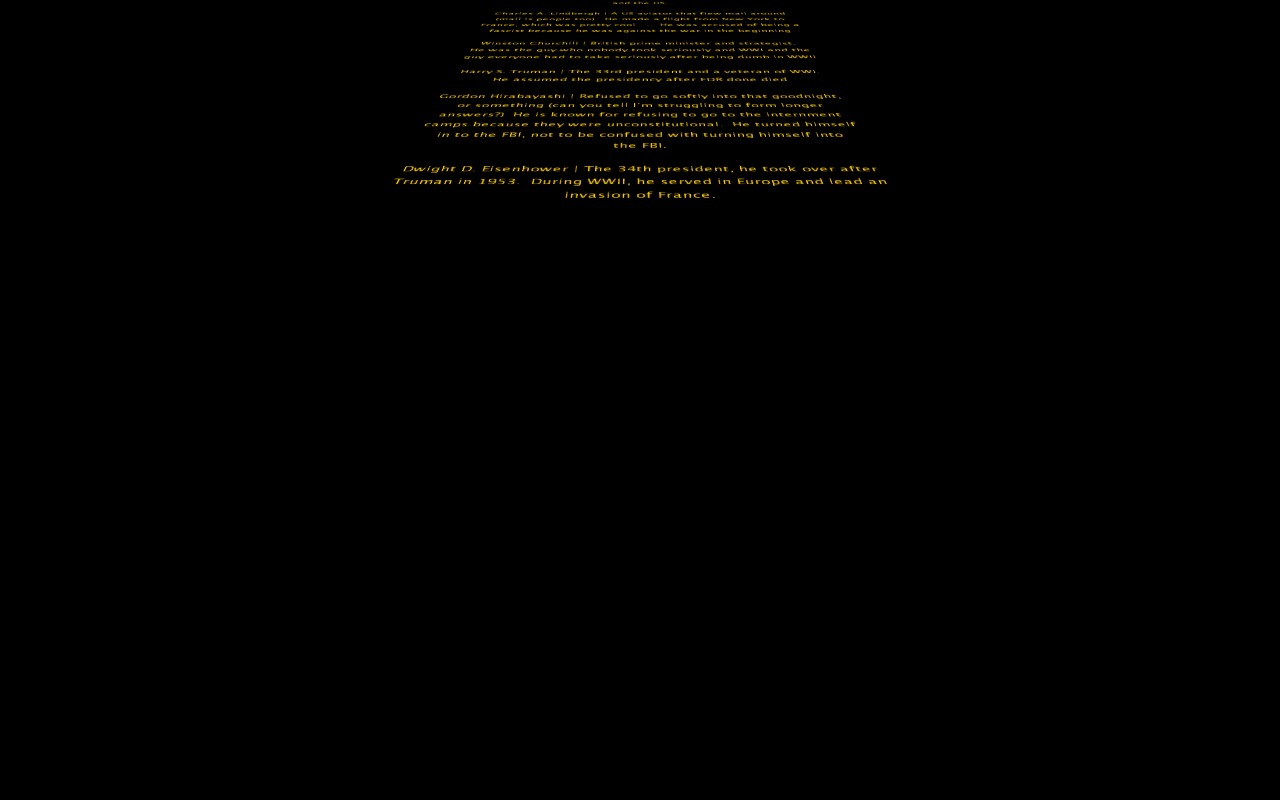 and the US.
Charles A. Lindbergh | A US aviator that flew mail around
(mail is people too). He made a flight from New York to
France, which was pretty cool. He was accused of being a
fascist because he was against the war in the beginning
Winston Churchill | British prime minister and strategist.
He was the guy who nobody took seriously and WWI and the
guy everyone had to take seriously after being dumb in WWII
Harry S. Truman | The 33rd president and a veteran of WWI.
He assumed the presidency after FDR done died
Gordon Hirabayashi | Refused to go softly into that goodnight,
or something (can you tell I'm struggling to form longer
answers?) He is known for refusing to go to the internment
camps because they were unconstitutional. He turned himself
in to the FBI, not to be confused with turning himself into
the FBI.
Dwight D. Eisenhower | The 34th president, he took over after
Truman in 1953. During WWII, he served in Europe and lead an
invasion of France.